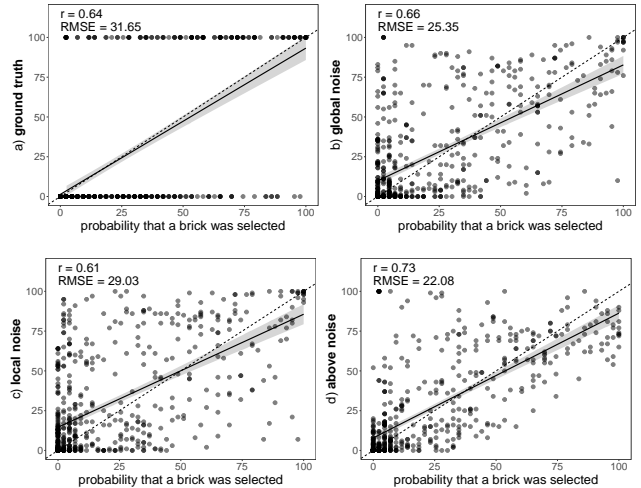 r = 0.64
RMSE = 31.65
100
75
50
25
0
a) ground truth
0 25 50 75 100
probability that a brick was selected
r = 0.66
RMSE = 25.35
100
75
50
25
0
b) global noise
0 25 50 75 100
probability that a brick was selected
r = 0.61
RMSE = 29.03
100
75
50
25
0
c) local noise
0 25 50 75 100
probability that a brick was selected
r = 0.73
RMSE = 22.08
100
75
50
25
0
d) above noise
0 25 50 75 100
probability that a brick was selected